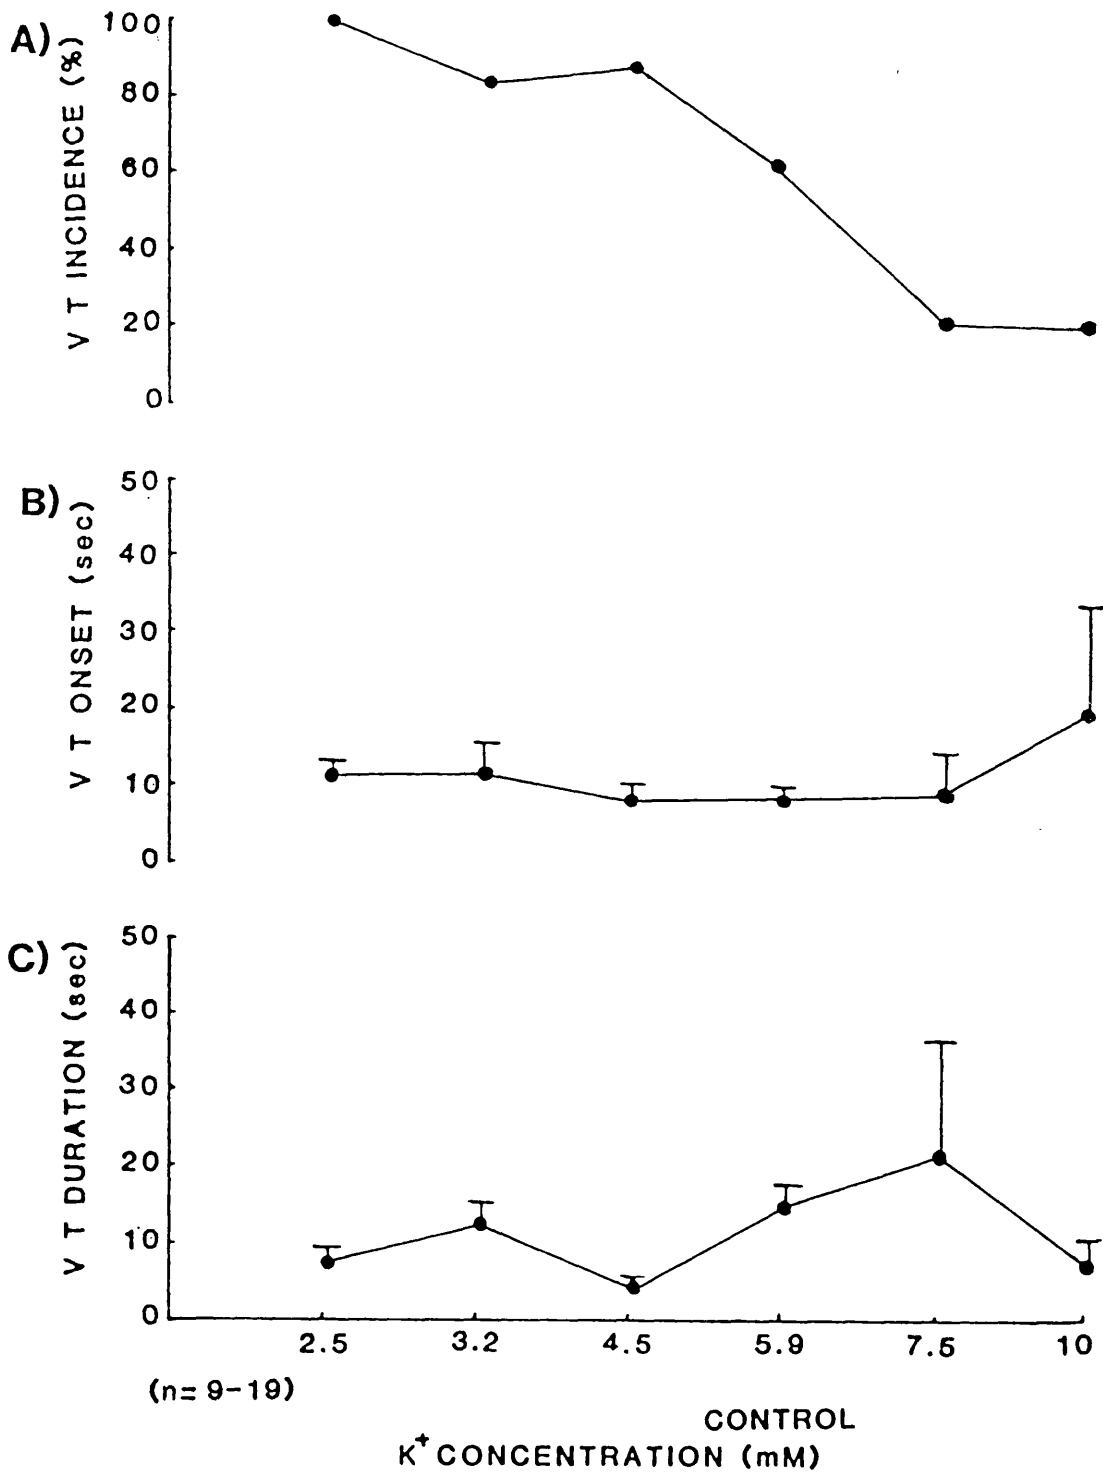 A)
V T INCIDENCE (%)
100
80
60
40
20
0
B)
V T ONSET (sec)
50
40
30
20
10
0
C)
V T DURATION (sec)
50
40
30
20
10
0
2.5 3.2 4.5 5.9 7.5 10
(n= 9-19)
CONTROL
K+ CONCENTRATION (mM)